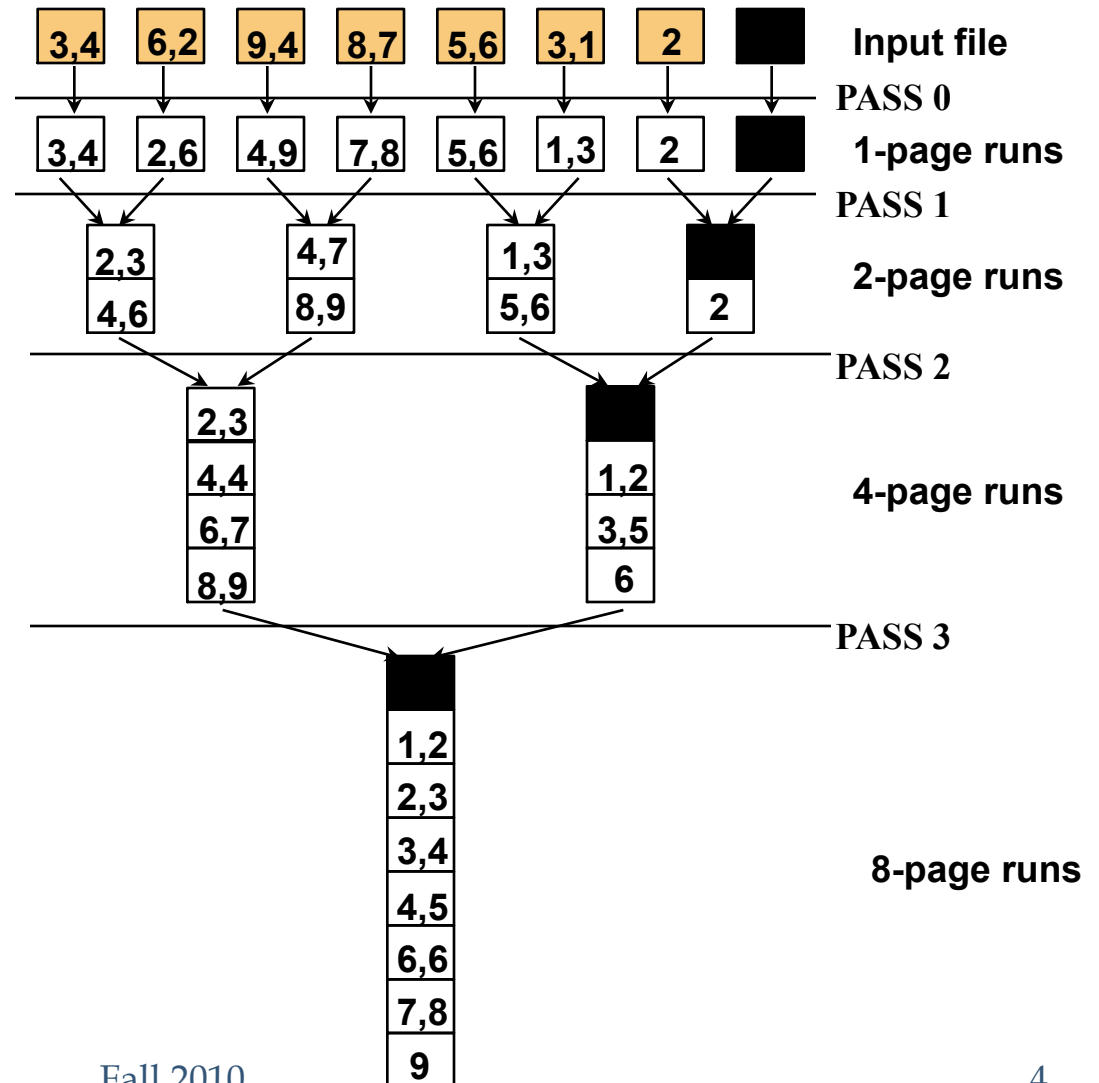 3,4 6,2 9,4 8,7 5,6 3,1 2 Input file
PASS 0
3,4 2,6 4,9 7,8 5,6 1,3 2 1-page runs
PASS 1
2,3 4,7 1,3
2-page runs
4,6 8,9 5,6 2
PASS 2
2,3
4,4 1,2
4-page runs
6,7 3,5
8,9 6
PASS 3
1,2
2,3
3,4
8-page runs
4,5
6,6
7,8
9
Fall 2010 4